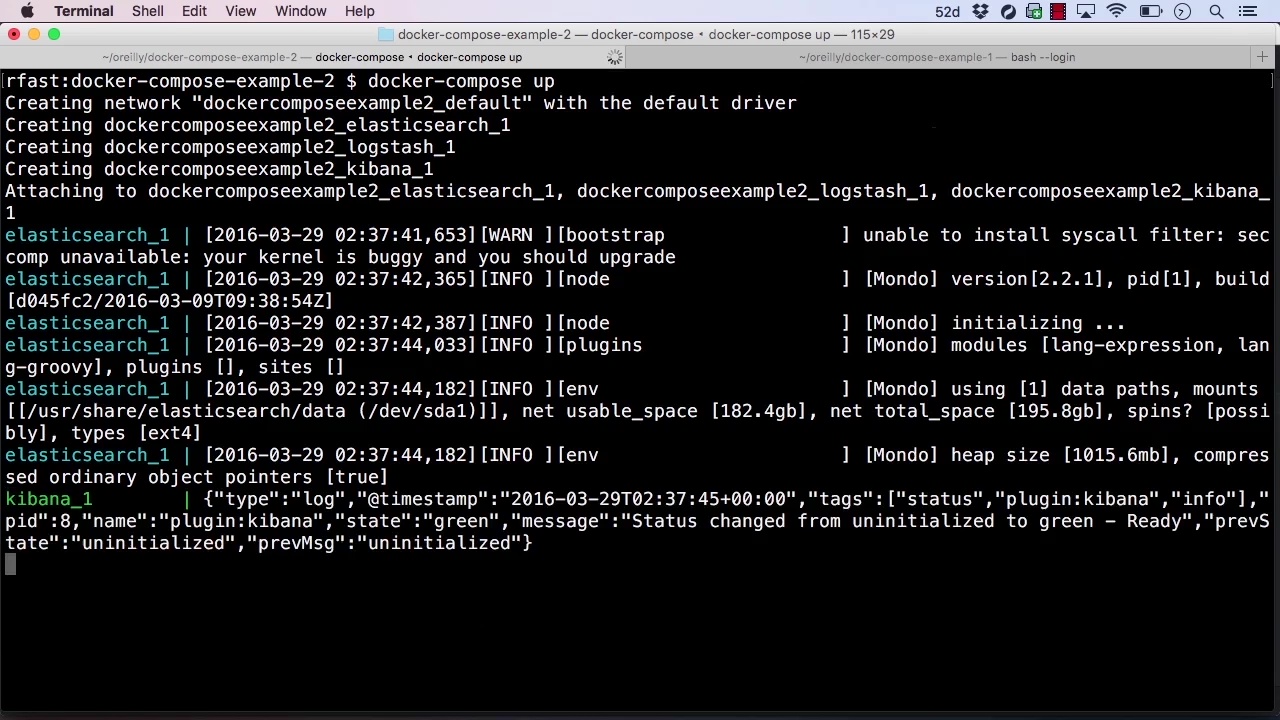 Terminal Shell Edit View Window Help 52d
docker-compose-example-2 — docker-compose ◂ docker-compose up — 115×29
~/oreilly/docker-compose-example-2 — docker-compose ◂ docker-compose up ~/oreilly/docker-compose-example-1 — bash --login
rfast:docker-compose-example-2 $ docker-compose up
Creating network "dockercomposeexample2_default" with the default driver
Creating dockercomposeexample2_elasticsearch_1
Creating dockercomposeexample2_logstash_1
Creating dockercomposeexample2_kibana_1
Attaching to dockercomposeexample2_elasticsearch_1, dockercomposeexample2_logstash_1, dockercomposeexample2_kibana_
1
elasticsearch_1 | [2016-03-29 02:37:41,653][WARN ][bootstrap                ] unable to install syscall filter: sec
comp unavailable: your kernel is buggy and you should upgrade
elasticsearch_1 | [2016-03-29 02:37:42,365][INFO ][node                     ] [Mondo] version[2.2.1], pid[1], build
[d045fc2/2016-03-09T09:38:54Z]
elasticsearch_1 | [2016-03-29 02:37:42,387][INFO ][node                     ] [Mondo] initializing ...
elasticsearch_1 | [2016-03-29 02:37:44,033][INFO ][plugins                  ] [Mondo] modules [lang-expression, lan
g-groovy], plugins [], sites []
elasticsearch_1 | [2016-03-29 02:37:44,182][INFO ][env                      ] [Mondo] using [1] data paths, mounts
[[/usr/share/elasticsearch/data (/dev/sda1)]], net usable_space [182.4gb], net total_space [195.8gb], spins? [possi
bly], types [ext4]
elasticsearch_1 | [2016-03-29 02:37:44,182][INFO ][env                      ] [Mondo] heap size [1015.6mb], compres
sed ordinary object pointers [true]
kibana_1        | {"type":"log","@timestamp":"2016-03-29T02:37:45+00:00","tags":["status","plugin:kibana","info"],"
pid":8,"name":"plugin:kibana","state":"green","message":"Status changed from uninitialized to green – Ready","prevS
tate":"uninitialized","prevMsg":"uninitialized"}